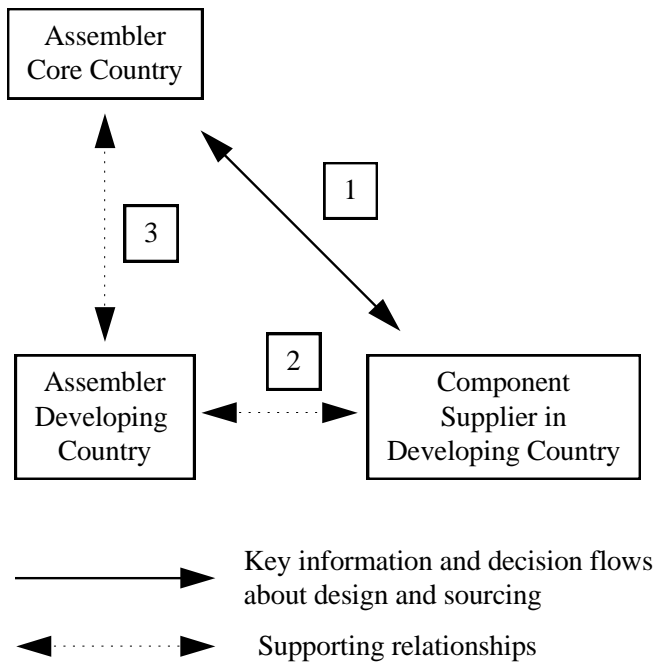 Assembler
Core Country
1
3
2
Assembler
Developing
Country
Component
Supplier in
Developing Country
Key information and decision flows
about design and sourcing
Supporting relationships